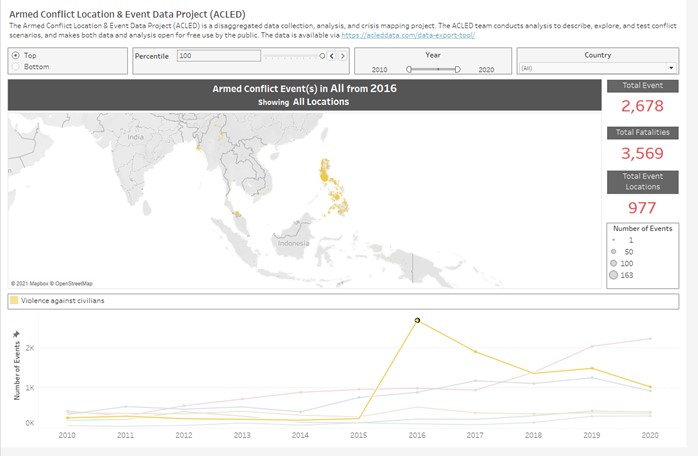 Armed Conflict Location & Event Data Project (ACLED)
The Armed Conflict Location & Event Data Project (ACLED) is a disaggregated data collection, analysis, and crisis mapping project. The ACLED team conducts analysis to describe, explore, and test conflict
scenarios, and makes both data and analysis open for free use by the public. The data is available via https://acleddata.com/data-export-tool/
Top
Bottom
Percentile
100
Year
2010
2020
Country
(All)
Armed Conflict Event(s) in All from 2016
Showing All Locations
India
Indonesia
© 2021 Mapbox © OpenStreetMap
Total Event
2,678
Total Fatalities
3,569
Total Event
Locations
977
Number of Events
1
50
100
163
Violence against civilians
Number of Events
2K
1K
0K
2010
2011
2012
2013
2014
2015
2016
2017
2018
2019
2020